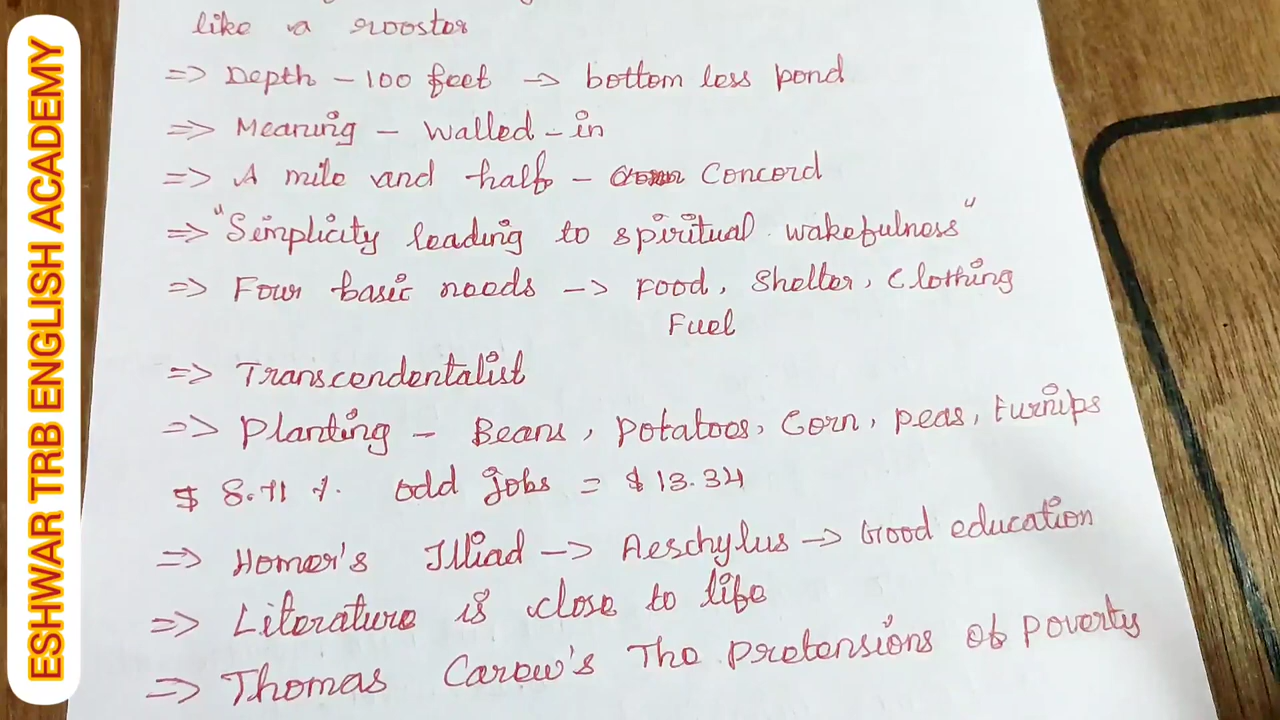 like a rooster
=> Depth - 100 feet -> bottom less pond
=> Meaning - Walled-in
=> A mile and half - Concord
=> "Simplicity leading to spiritual wakefulness"
=> Four basic needs -> Food, Shelter, Clothing
Fuel
=> Transcendentalist
=> Planting - Beans, Potatoes, Corn, peas, turnips
$ 8.71 1/. odd jobs = $ 13.34
=> Homer's Illiad -> Aeschylus -> Good education
=> Literature is close to life
=> Thomas Carew's The pretensions of poverty
ESHWAR TRB ENGLISH ACADEMY